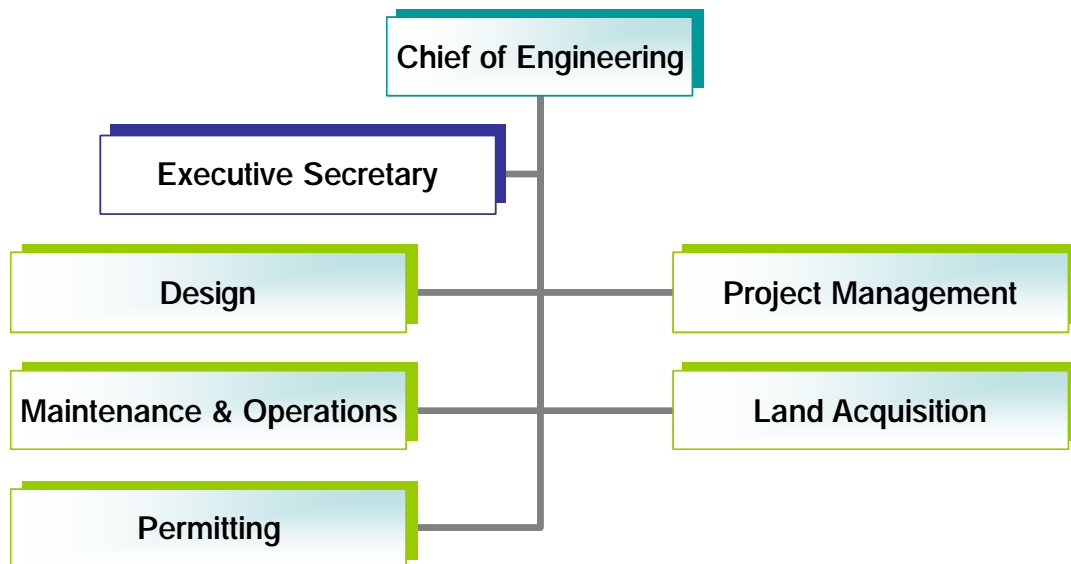 Chief of Engineering
Executive Secretary
Design
Project Management
Maintenance & Operations
Land Acquisition
Permitting